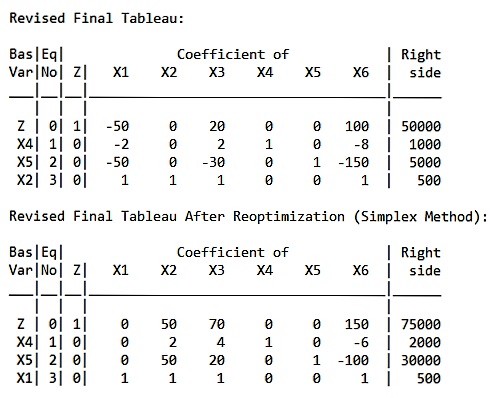 Revised Final Tableau:
Bas|Eq|  Coefficient of  | Right
Var|No| Z| X1 X2 X3 X4 X5 X6 | side
Z | 0| 1| -50 0 20 0 0 100 | 50000
X4| 1| 0| -2 0 2 1 0 -8 | 1000
X5| 2| 0| -50 0 -30 0 1 -150 | 5000
X2| 3| 0| 1 1 1 0 0 1 | 500
Revised Final Tableau After Reoptimization (Simplex Method):
Bas|Eq|  Coefficient of  | Right
Var|No| Z| X1 X2 X3 X4 X5 X6 | side
Z | 0| 1| 0 50 70 0 0 150 | 75000
X4| 1| 0| 0 2 4 1 0 -6 | 2000
X5| 2| 0| 0 50 20 0 1 -100 | 30000
X1| 3| 0| 1 1 1 0 0 1 | 500